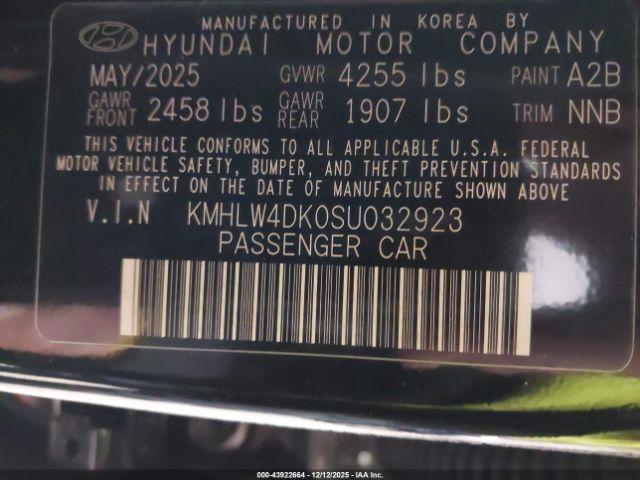 MANUFACTURED IN KOREA BY
HYUNDAI MOTOR COMPANY
MAY/2025 GVWR 4255 lbs PAINT A2B
GAWR FRONT 2458 lbs GAWR REAR 1907 lbs TRIM NNB
THIS VEHICLE CONFORMS TO ALL APPLICABLE U.S.A. FEDERAL
MOTOR VEHICLE SAFETY, BUMPER, AND THEFT PREVENTION STANDARDS
IN EFFECT ON THE DATE OF MANUFACTURE SHOWN ABOVE
V.I.N KMHLW4DK0SU032923
PASSENGER CAR
000-43922664 - 12/12/2025 - IAA Inc.